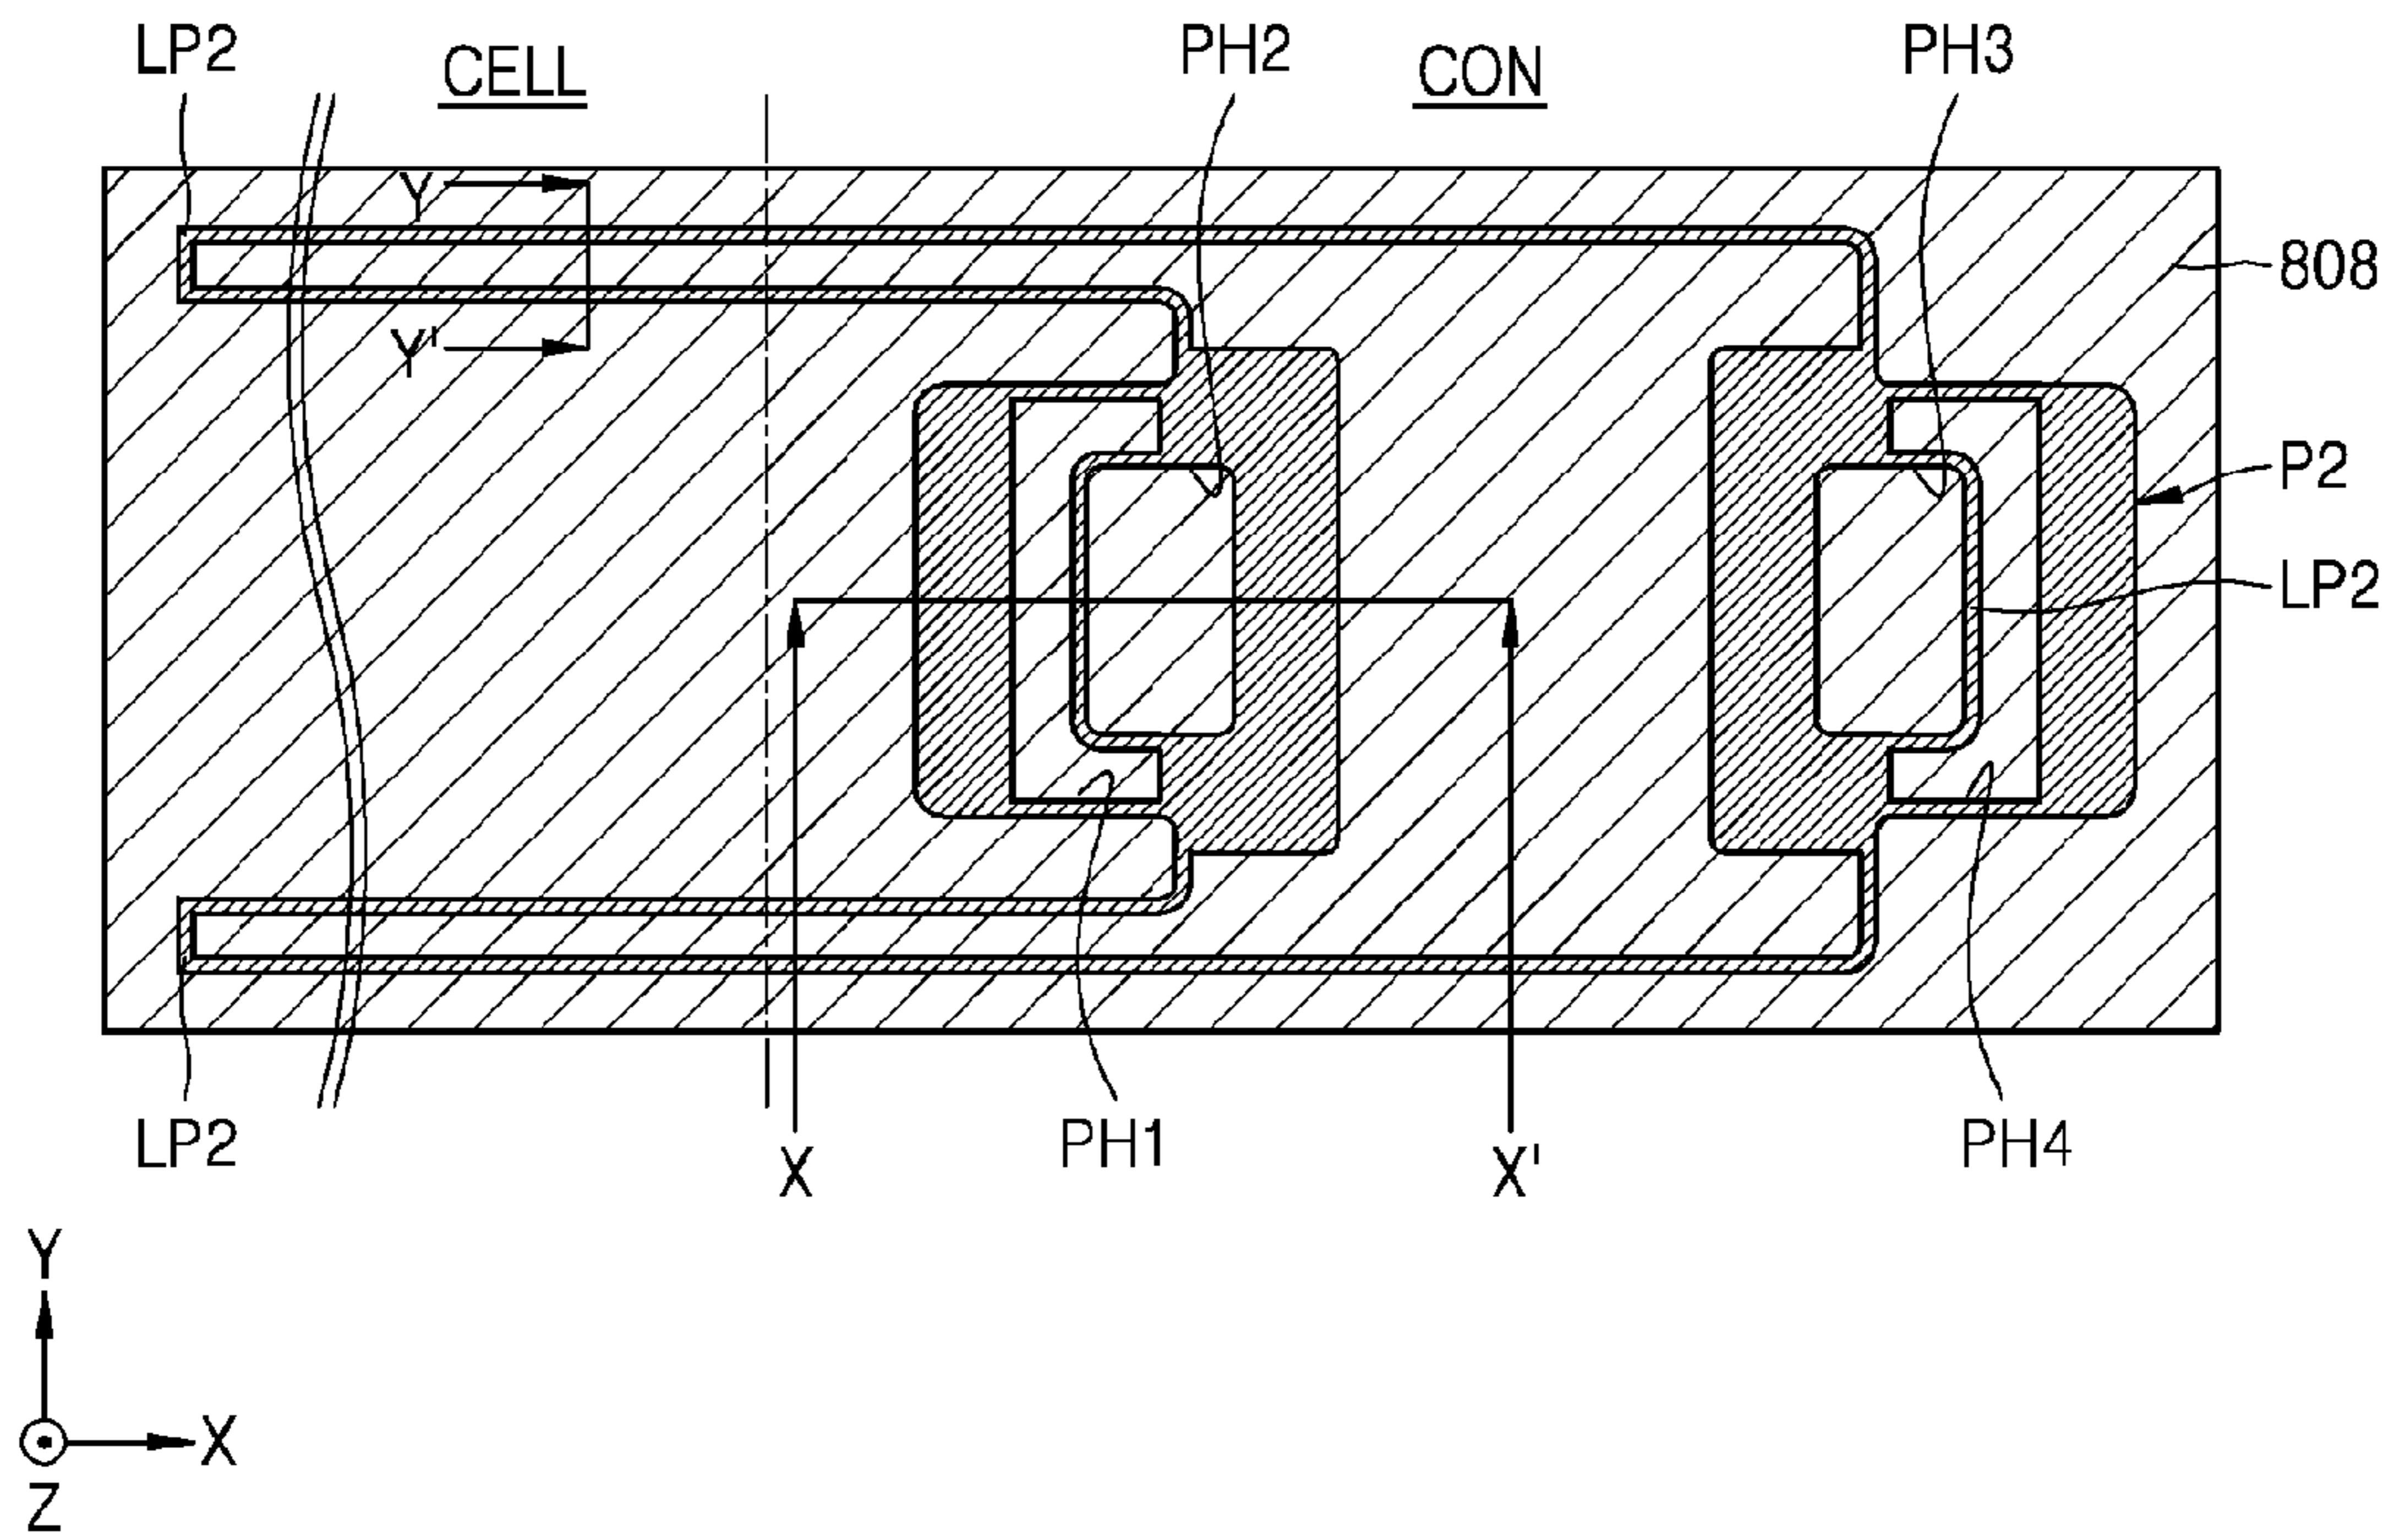 LP2 CELL PH2 CON PH3
Y
808
Y'
P2
LP2
LP2 X PH1 X' PH4
Y
X
Z